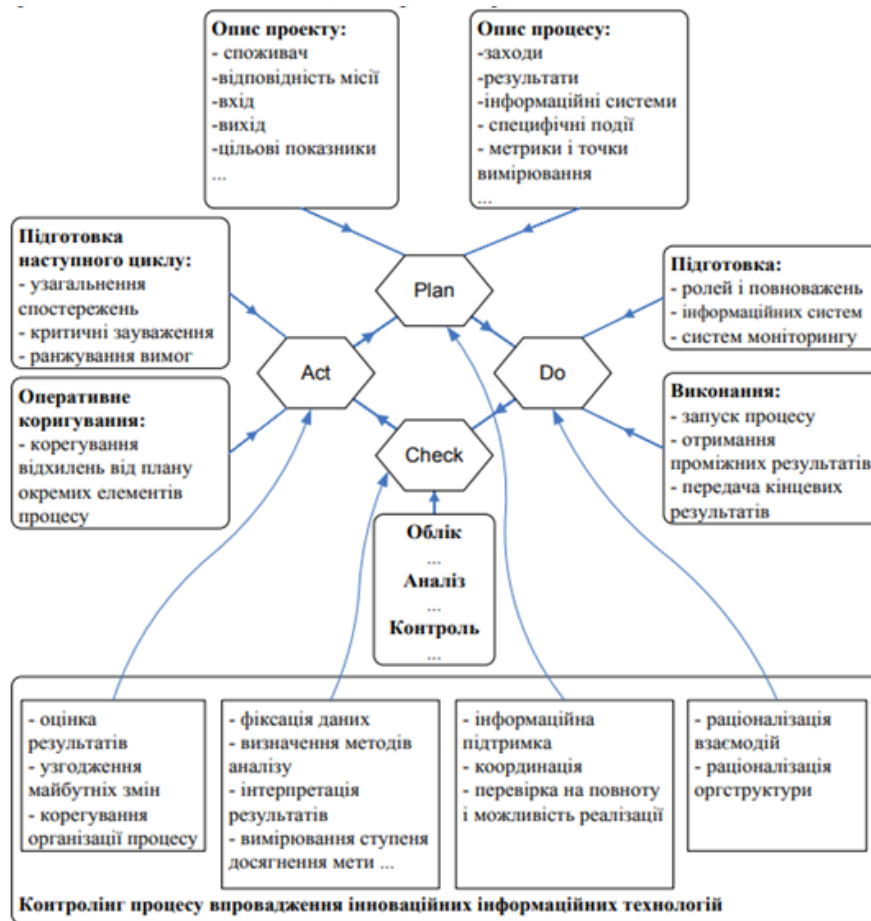 Опис проекту:
- споживач
-відповідність місії
-вхід
-вихід
-цільові показники
...
Опис процесу:
-заходи
-результати
-інформаційні системи
- специфічні події
- метрики і точки
вимірювання
...
Підготовка
наступного циклу:
- узагальнення
спостережень
- критичні зауваження
- ранжування вимог
Plan
Підготовка:
- ролей і повноважень
- інформаційних систем
- систем моніторингу
Act
Do
Оперативне
коригування:
- корегування
відхилень від плану
окремих елементів
процесу
Check
Виконання:
- запуск процесу
- отримання
проміжних результатів
- передача кінцевих
результатів
Облік
...
Аналіз
...
Контроль
...
- оцінка
результатів
- узгодження
майбутніх змін
- корегування
організації процесу
- фіксація даних
- визначення методів
аналізу
- інтерпретація
результатів
- вимірювання ступеня
досягнення мети ...
- інформаційна
підтримка
- координація
- перевірка на повноту
і можливість реалізації
- раціоналізація
взаємодій
- раціоналізація
оргструктури
Контролінг процесу впровадження інноваційних інформаційних технологій